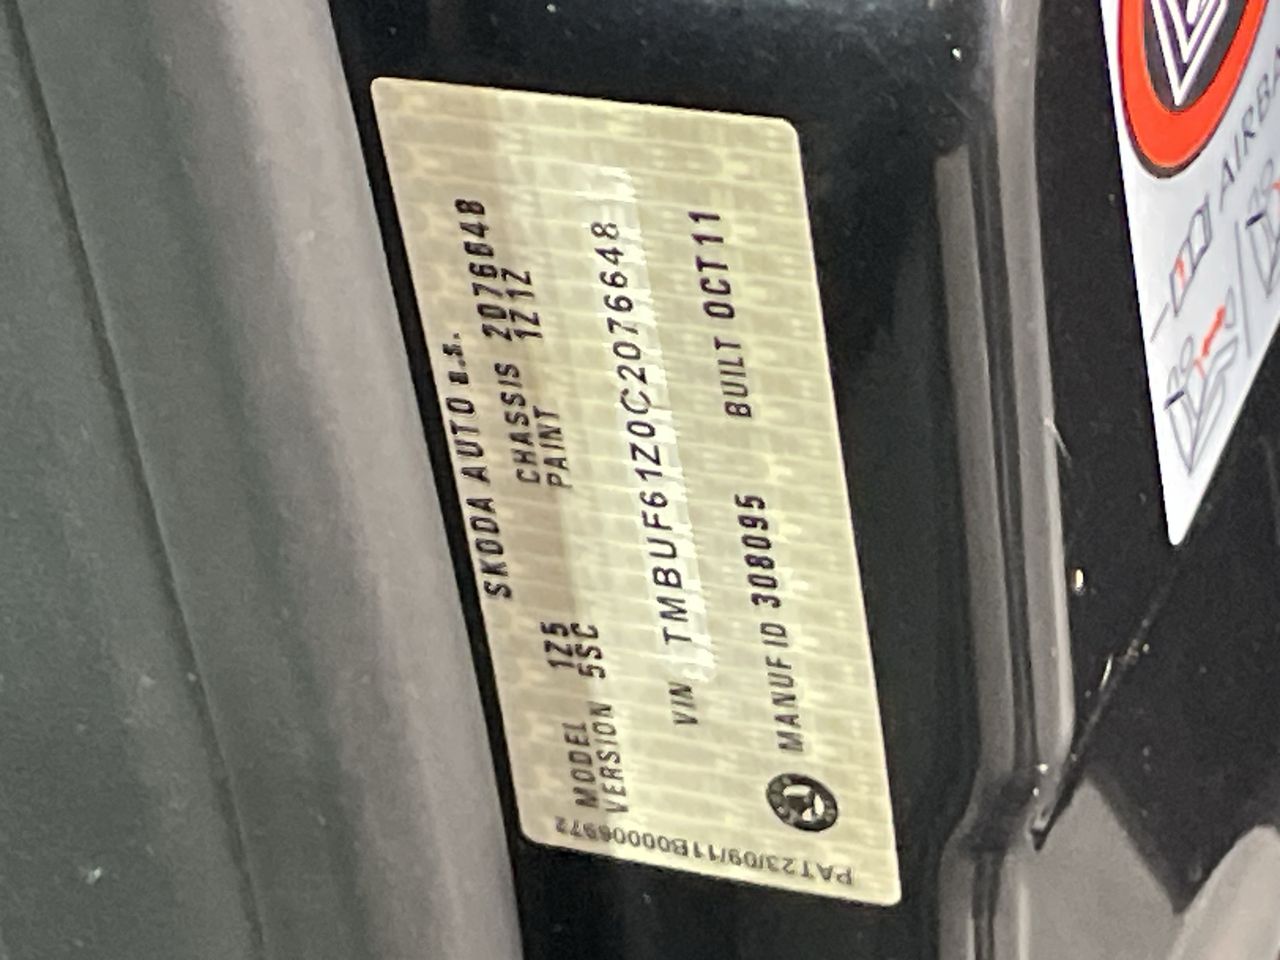 SKODA AUTO a.s.
MODEL 1Z5 CHASSIS 2076648
VERSION 5SC PAINT 1Z1Z
VIN TMBUF61Z0C2076648
MANUF ID 308095 BUILT OCT11
PAT23/09/11B00006972
AIRBA